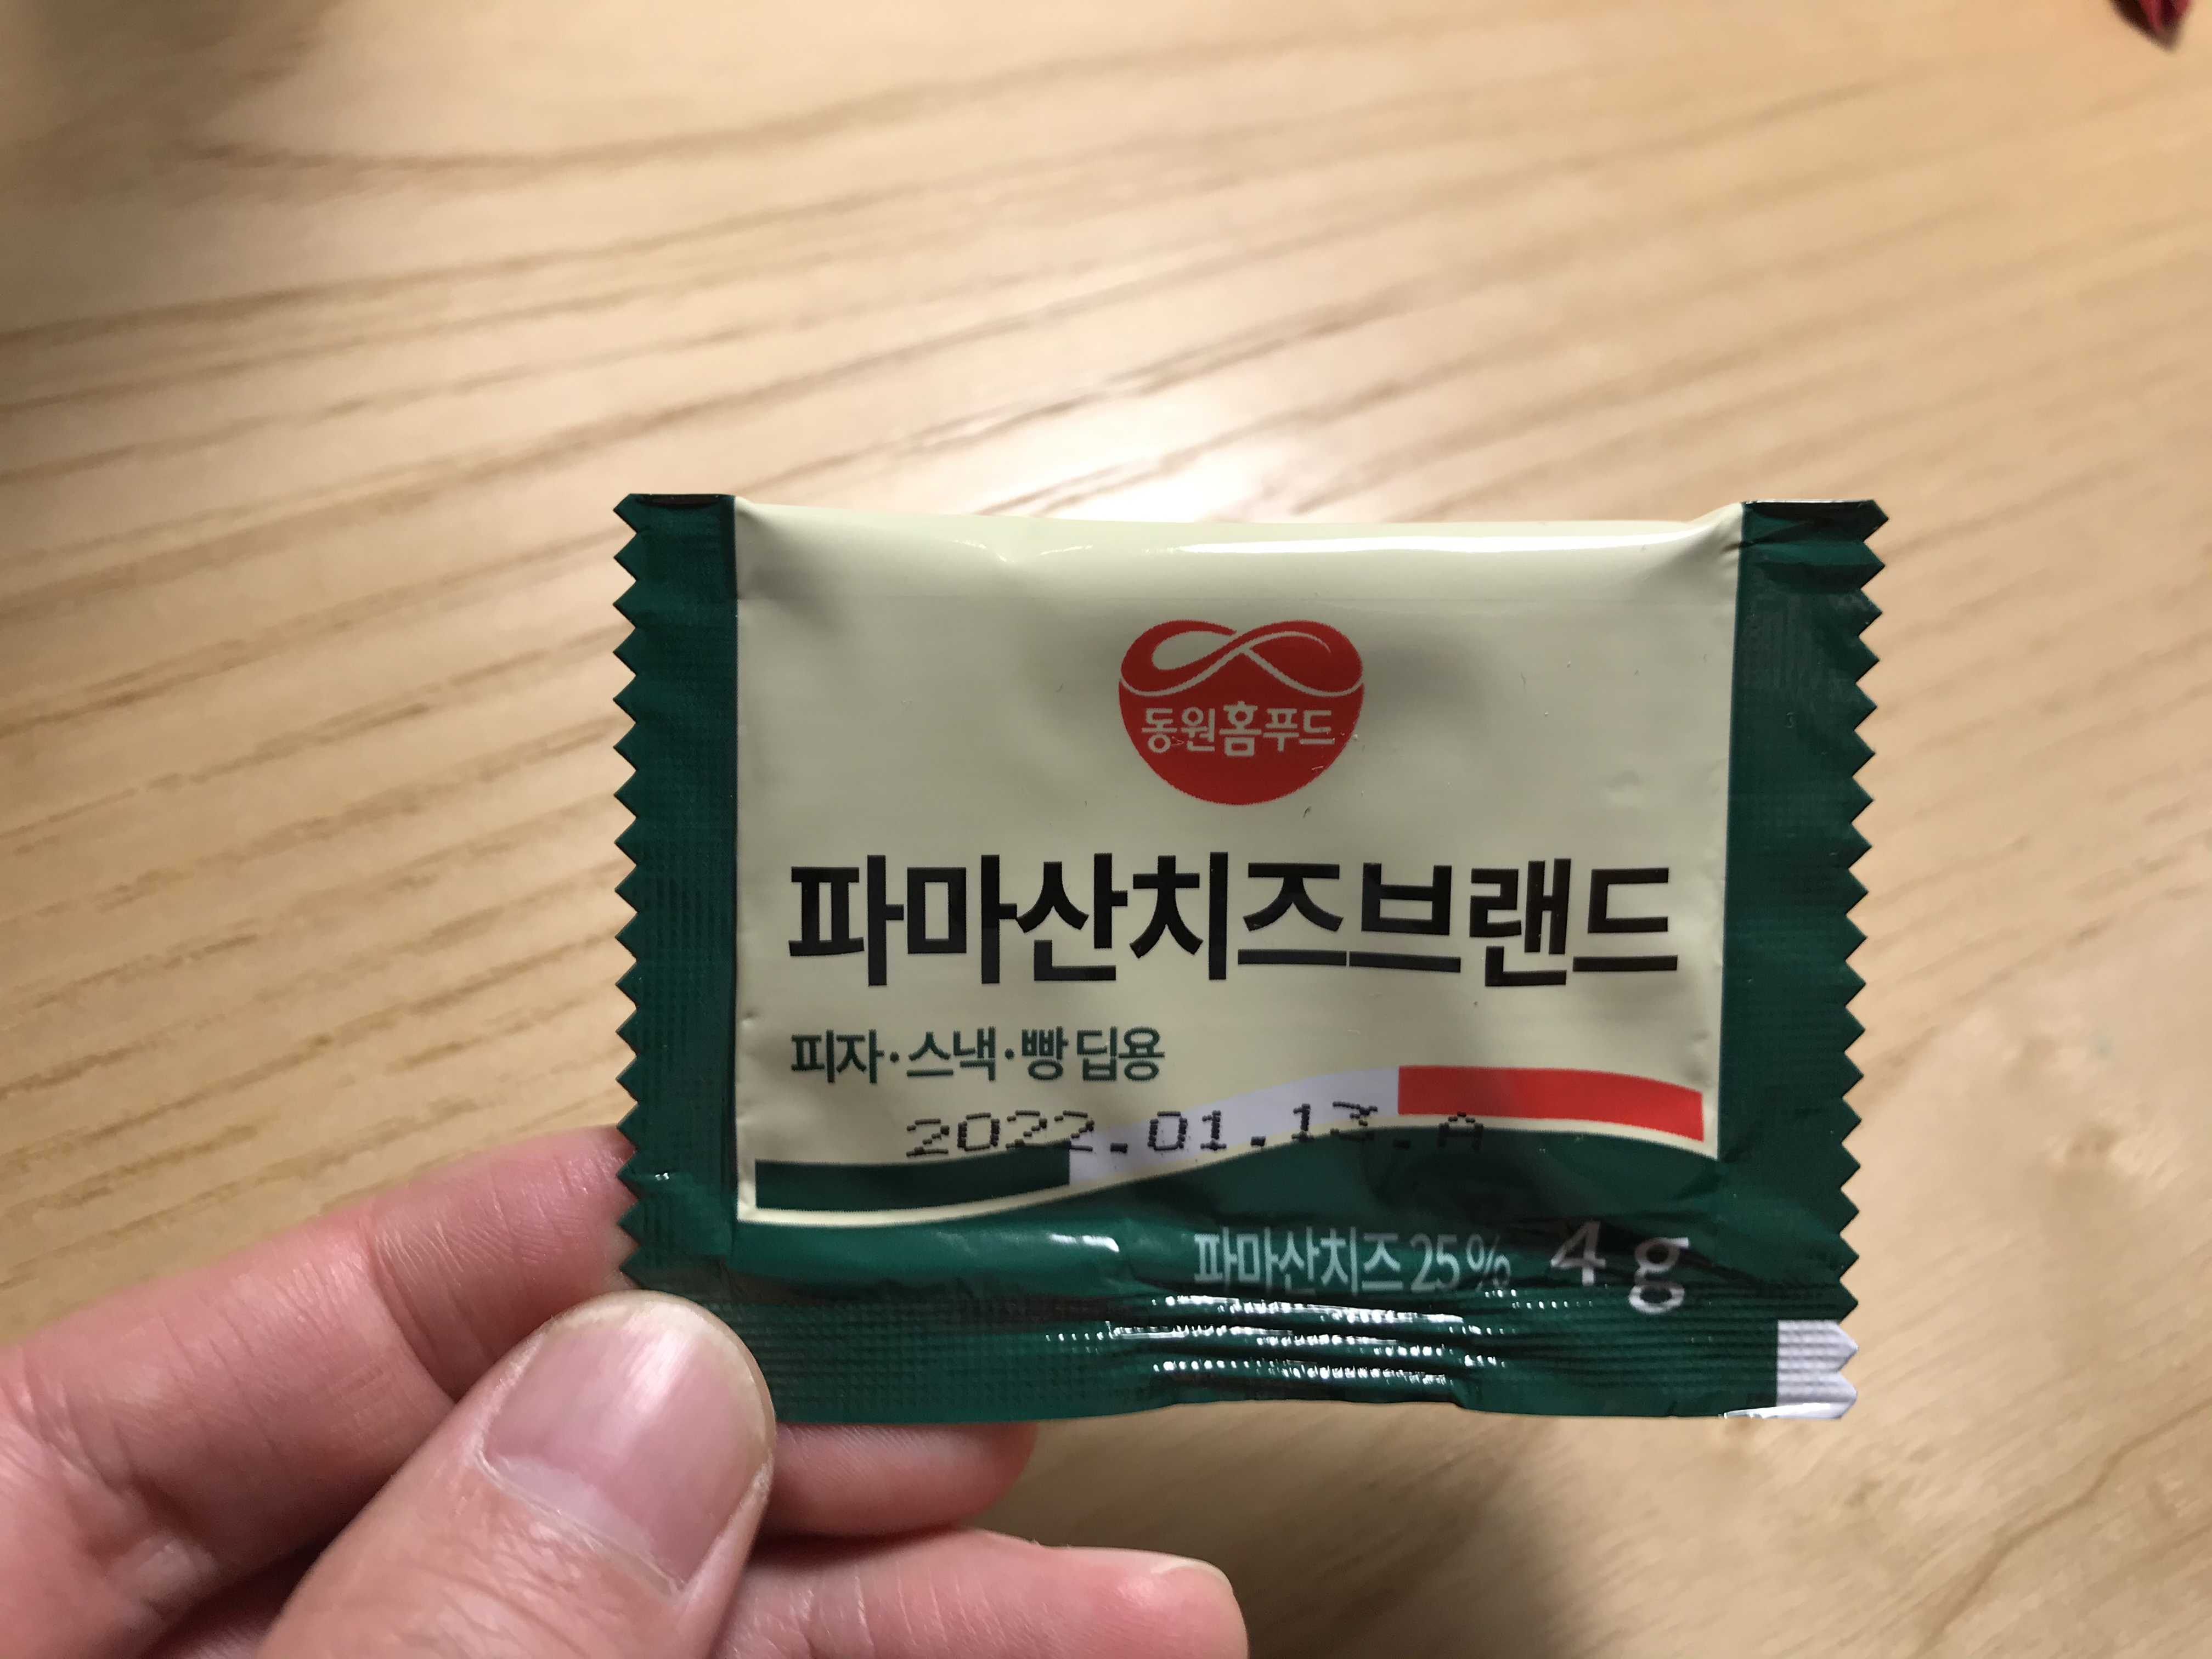 동원홈푸드
파마산치즈브랜드
피자·스낵·빵 딥용
2022.01.13.A
파마산치즈 25% 4g